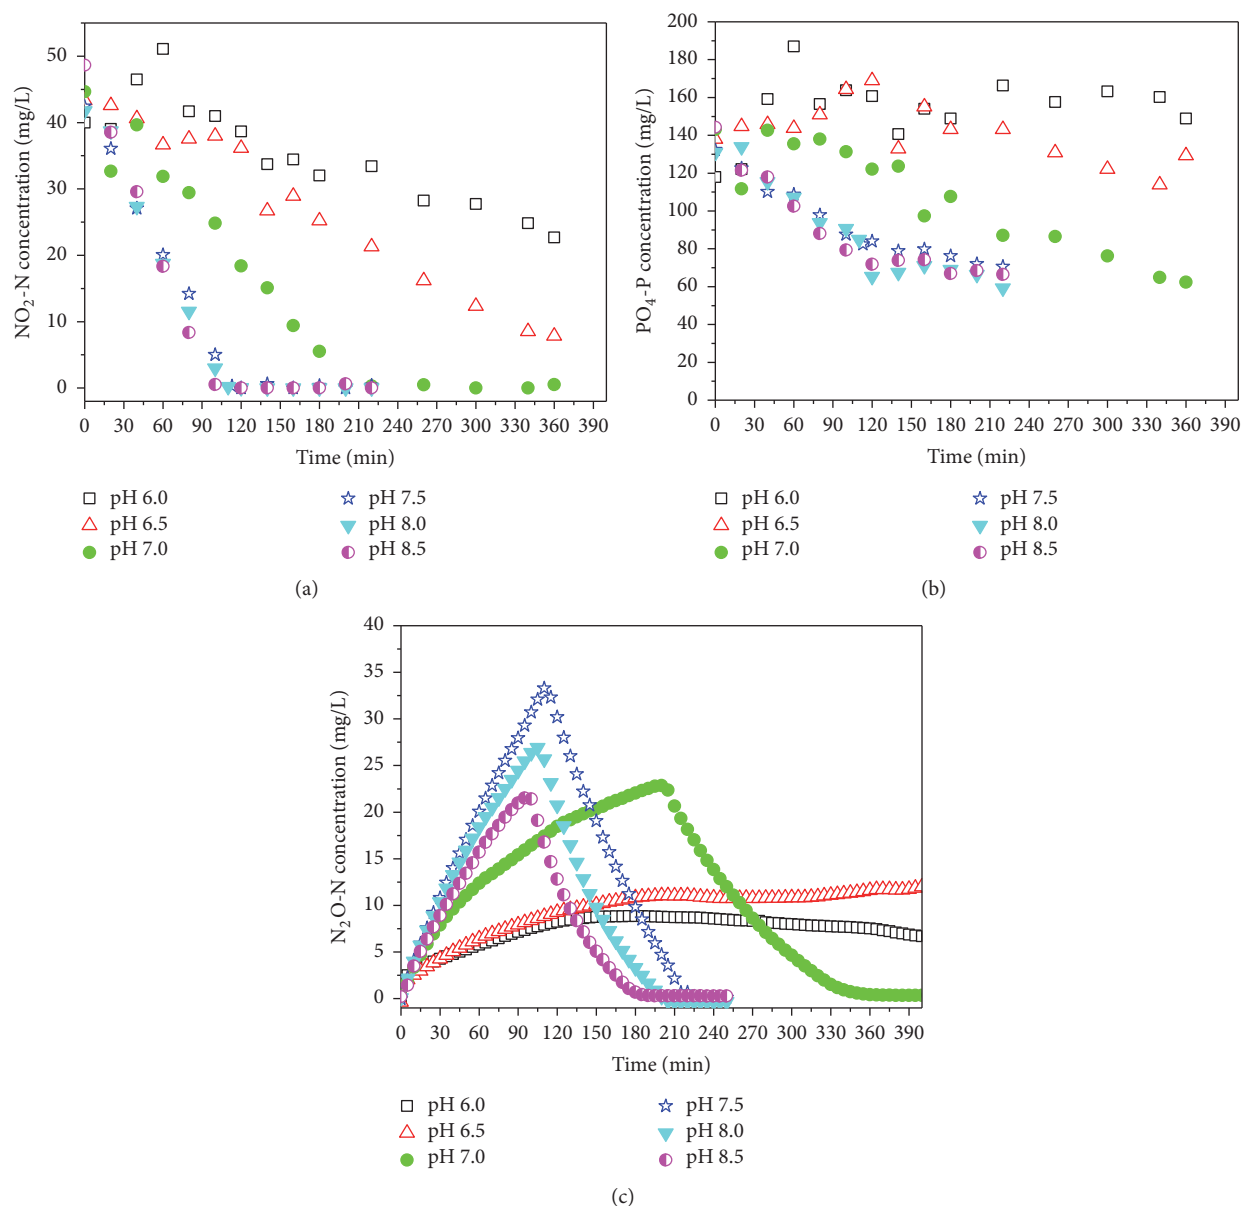 (a)
NO2-N concentration (mg/L)
50
40
30
20
10
0
0 30 60 90 120 150 180 210 240 270 300 330 360 390
Time (min)
pH 6.0
pH 6.5
pH 7.0
pH 7.5
pH 8.0
pH 8.5
(b)
PO4-P concentration (mg/L)
200
180
160
140
120
100
80
60
40
20
0
0 30 60 90 120 150 180 210 240 270 300 330 360 390
Time (min)
pH 6.0
pH 6.5
pH 7.0
pH 7.5
pH 8.0
pH 8.5
N2O-N concentration (mg/L)
40
35
30
25
20
15
10
5
0
0 30 60 90 120 150 180 210 240 270 300 330 360 390
Time (min)
pH 6.0
pH 6.5
pH 7.0
pH 7.5
pH 8.0
pH 8.5
(c)